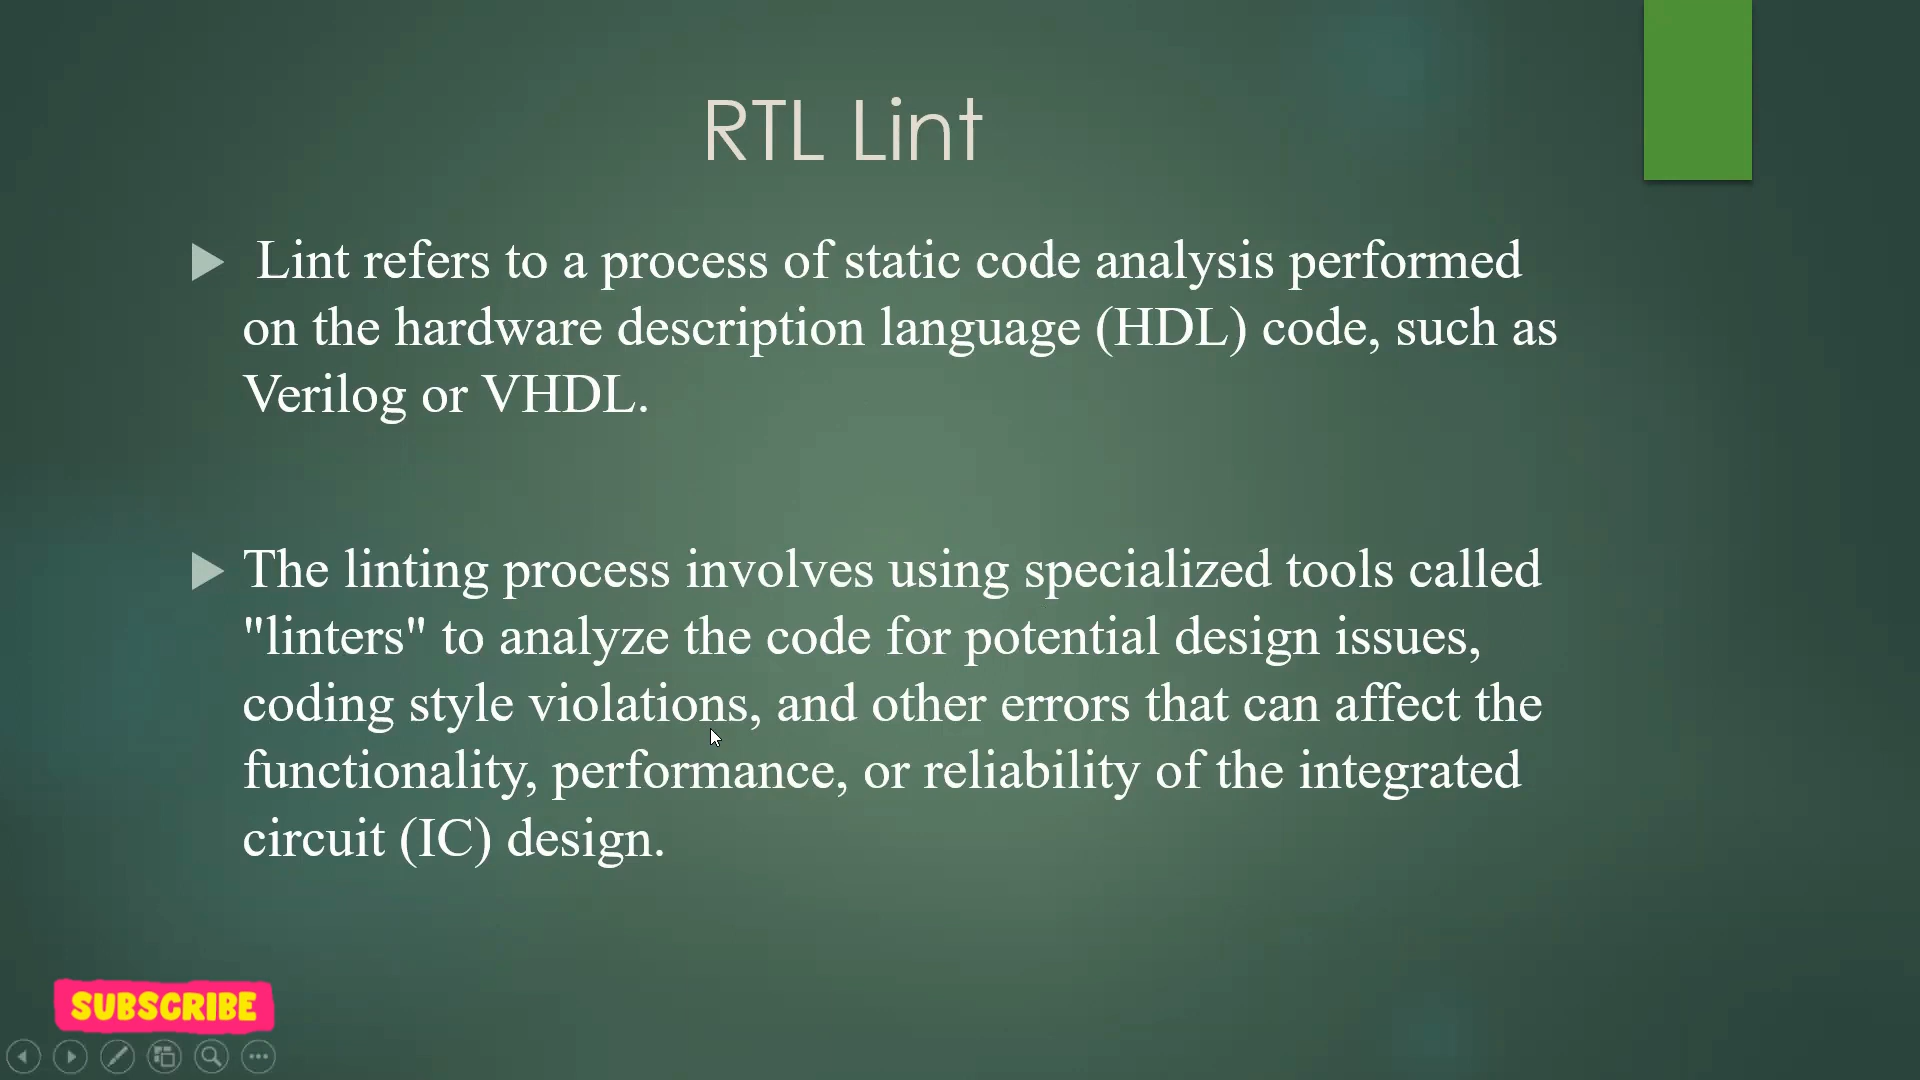 RTL Lint
Lint refers to a process of static code analysis performed
on the hardware description language (HDL) code, such as
Verilog or VHDL.
The linting process involves using specialized tools called
"linters" to analyze the code for potential design issues,
coding style violations, and other errors that can affect the
functionality, performance, or reliability of the integrated
circuit (IC) design.
SUBSCRIBE